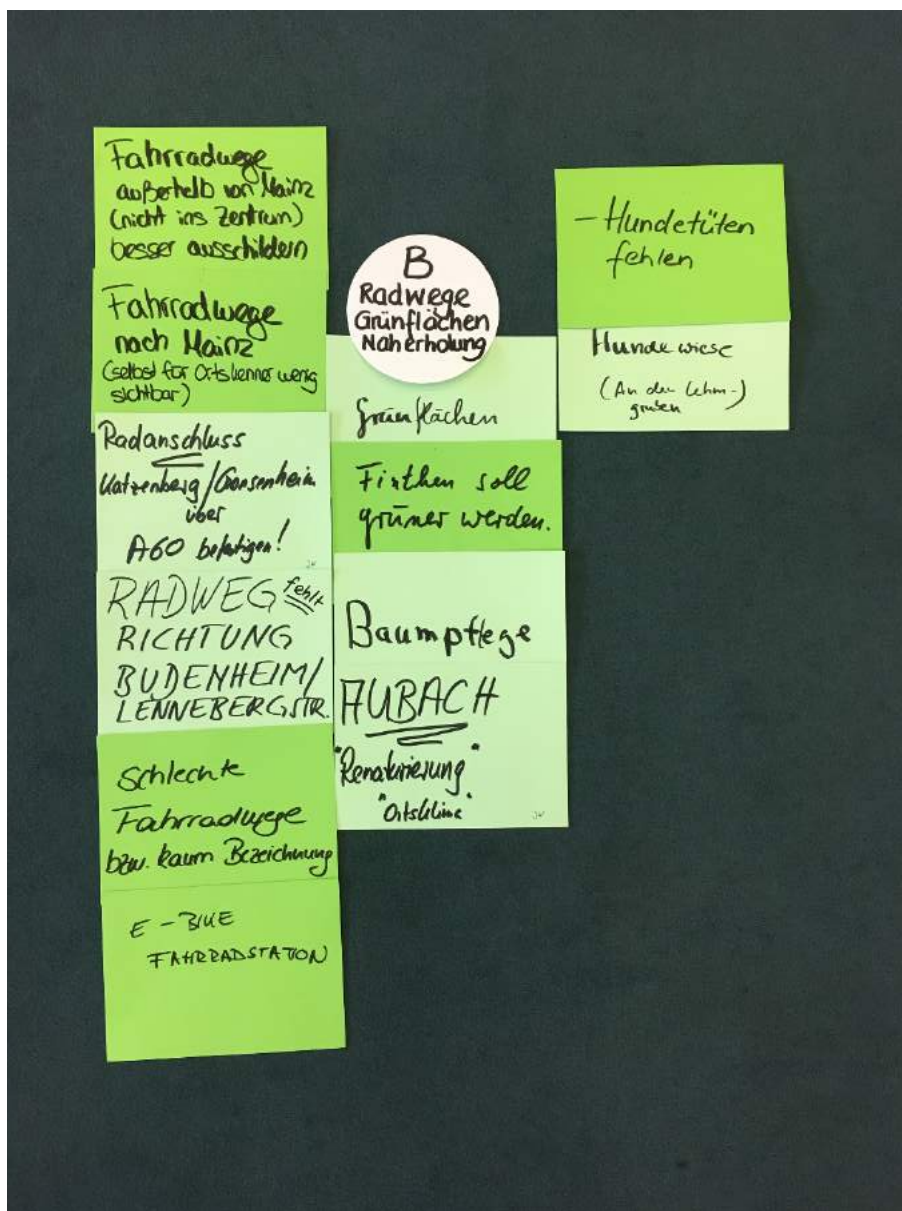 Fahrradwege
außerhalb von Mainz
(nicht ins Zentrum)
besser ausschildern
Fahrradwege
nach Mainz
(selbst für Ortskenner wenig
sichtbar)
Radanschluss
Katzenberg/Gonsenheim
über
A60 befestigen!
RADWEG fehlt
RICHTUNG
BUDENHEIM/
LENNEBERGSTR.
Schlechte
Fahrradwege
bzw. kaum Bezeichnung
E-BIKE
FAHRRADSTATION
B
Radwege
Grünflächen
Naherholung
Grünflächen
Finthen soll
grüner werden.
Baumpflege
AUBACH
"Renaturierung"
"Ortsklima"
- Hundetüten
fehlen
Hundewiese
(An den Lehm-)
gruben